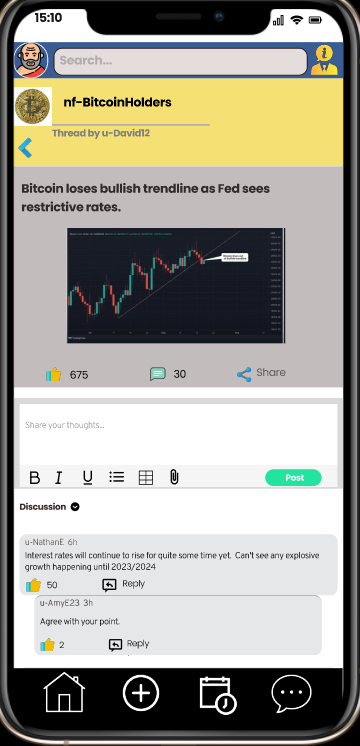 15:10
Search...
nf-BitcoinHolders
Thread by u-David12
Bitcoin loses bullish trendline as Fed sees
restrictive rates.
675
30
Share
Share your thoughts...
B I U
Post
Discussion
u-NathanE 6h
Interest rates will continue to rise for quite some time yet. Can't see any explosive
growth happening until 2023/2024
50
Reply
u-AmyE23 3h
Agree with your point.
2
Reply